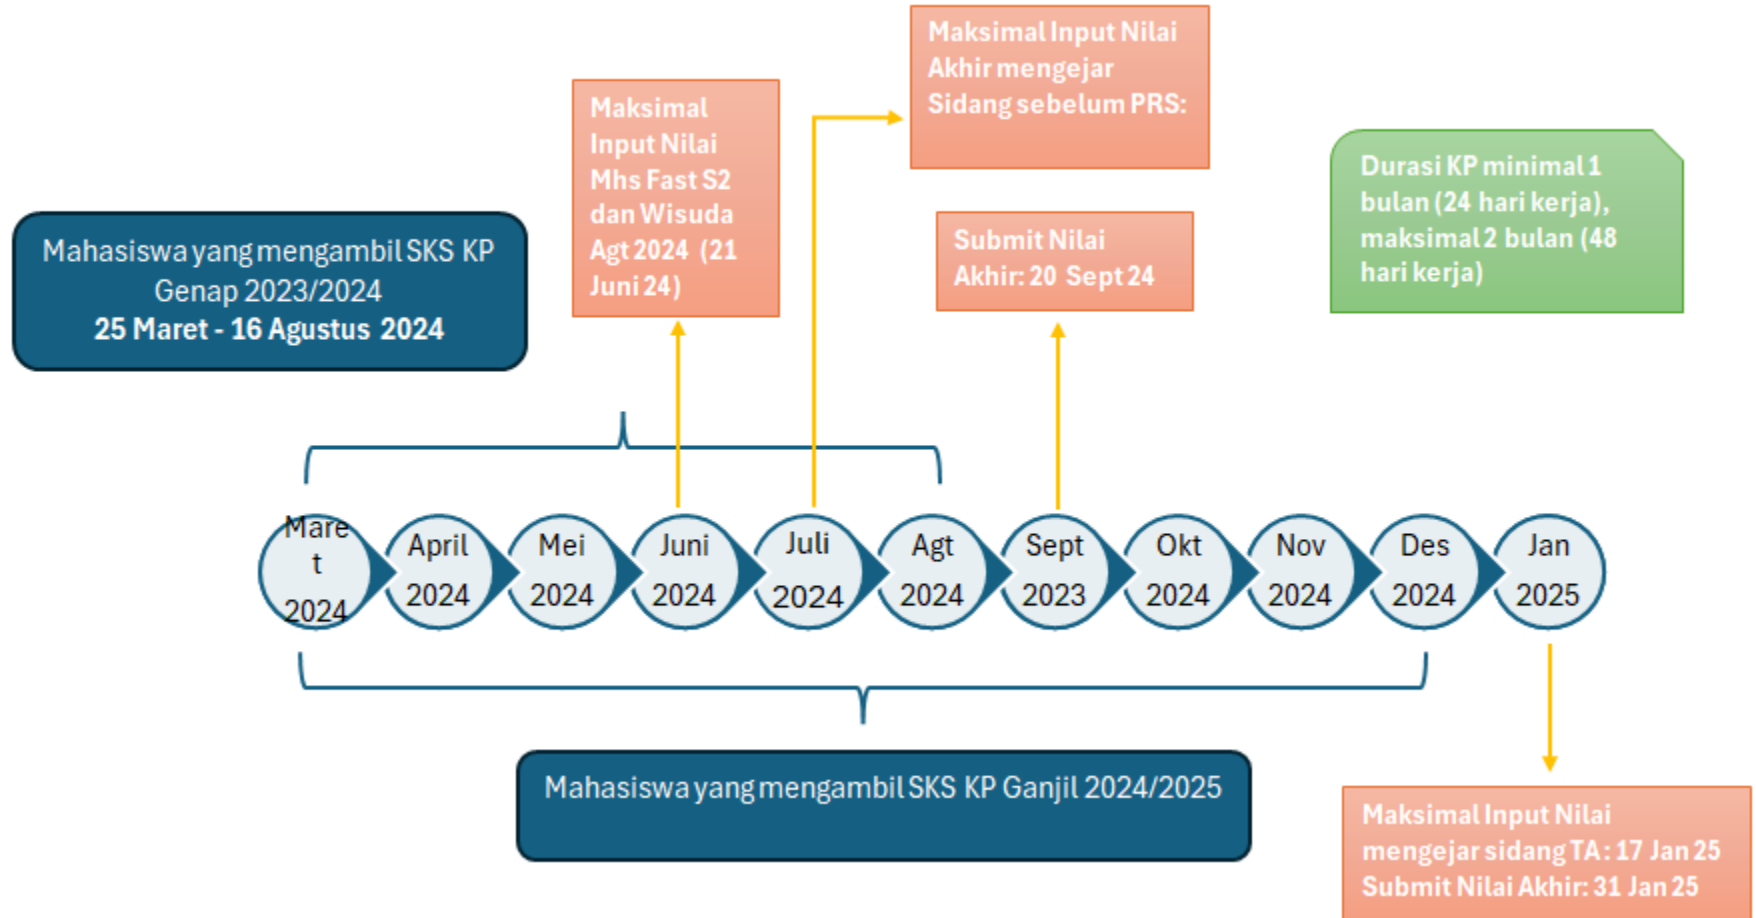 Maksimal Input Nilai
Akhir mengejar
Sidang sebelum PRS:
Maksimal
Input Nilai
Mhs Fast S2
dan Wisuda
Agt 2024 (21
Juni 24)
Durasi KP minimal 1
bulan (24 hari kerja),
maksimal 2 bulan (48
hari kerja)
Mahasiswa yang mengambil SKS KP
Genap 2023/2024
25 Maret - 16 Agustus 2024
Submit Nilai
Akhir: 20 Sept 24
Mare
t
2024
April
2024
Mei
2024
Juni
2024
Juli
2024
Agt
2024
Sept
2023
Okt
2024
Nov
2024
Des
2024
Jan
2025
Mahasiswa yang mengambil SKS KP Ganjil 2024/2025
Maksimal Input Nilai
mengejar sidang TA : 17 Jan 25
Submit Nilai Akhir: 31 Jan 25